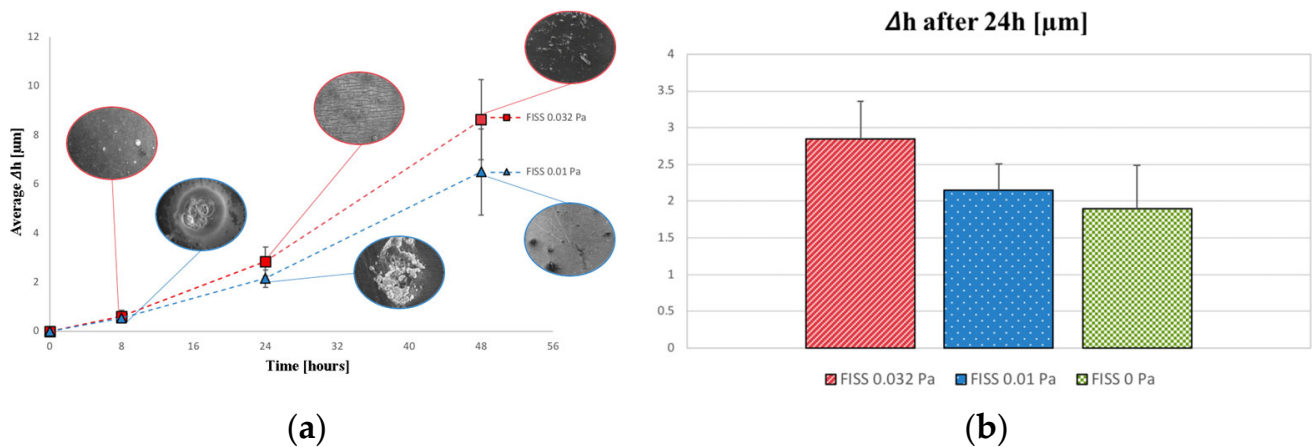 12
10
8
6
4
2
0
Average Δh [µm]
0 8 16 24 32 40 48 56
Time [hours]
FISS 0.032 Pa
FISS 0.01 Pa
(a)
Δh after 24h [µm]
4
3.5
3
2.5
2
1.5
1
0.5
0
FISS 0.032 Pa FISS 0.01 Pa FISS 0 Pa
(b)